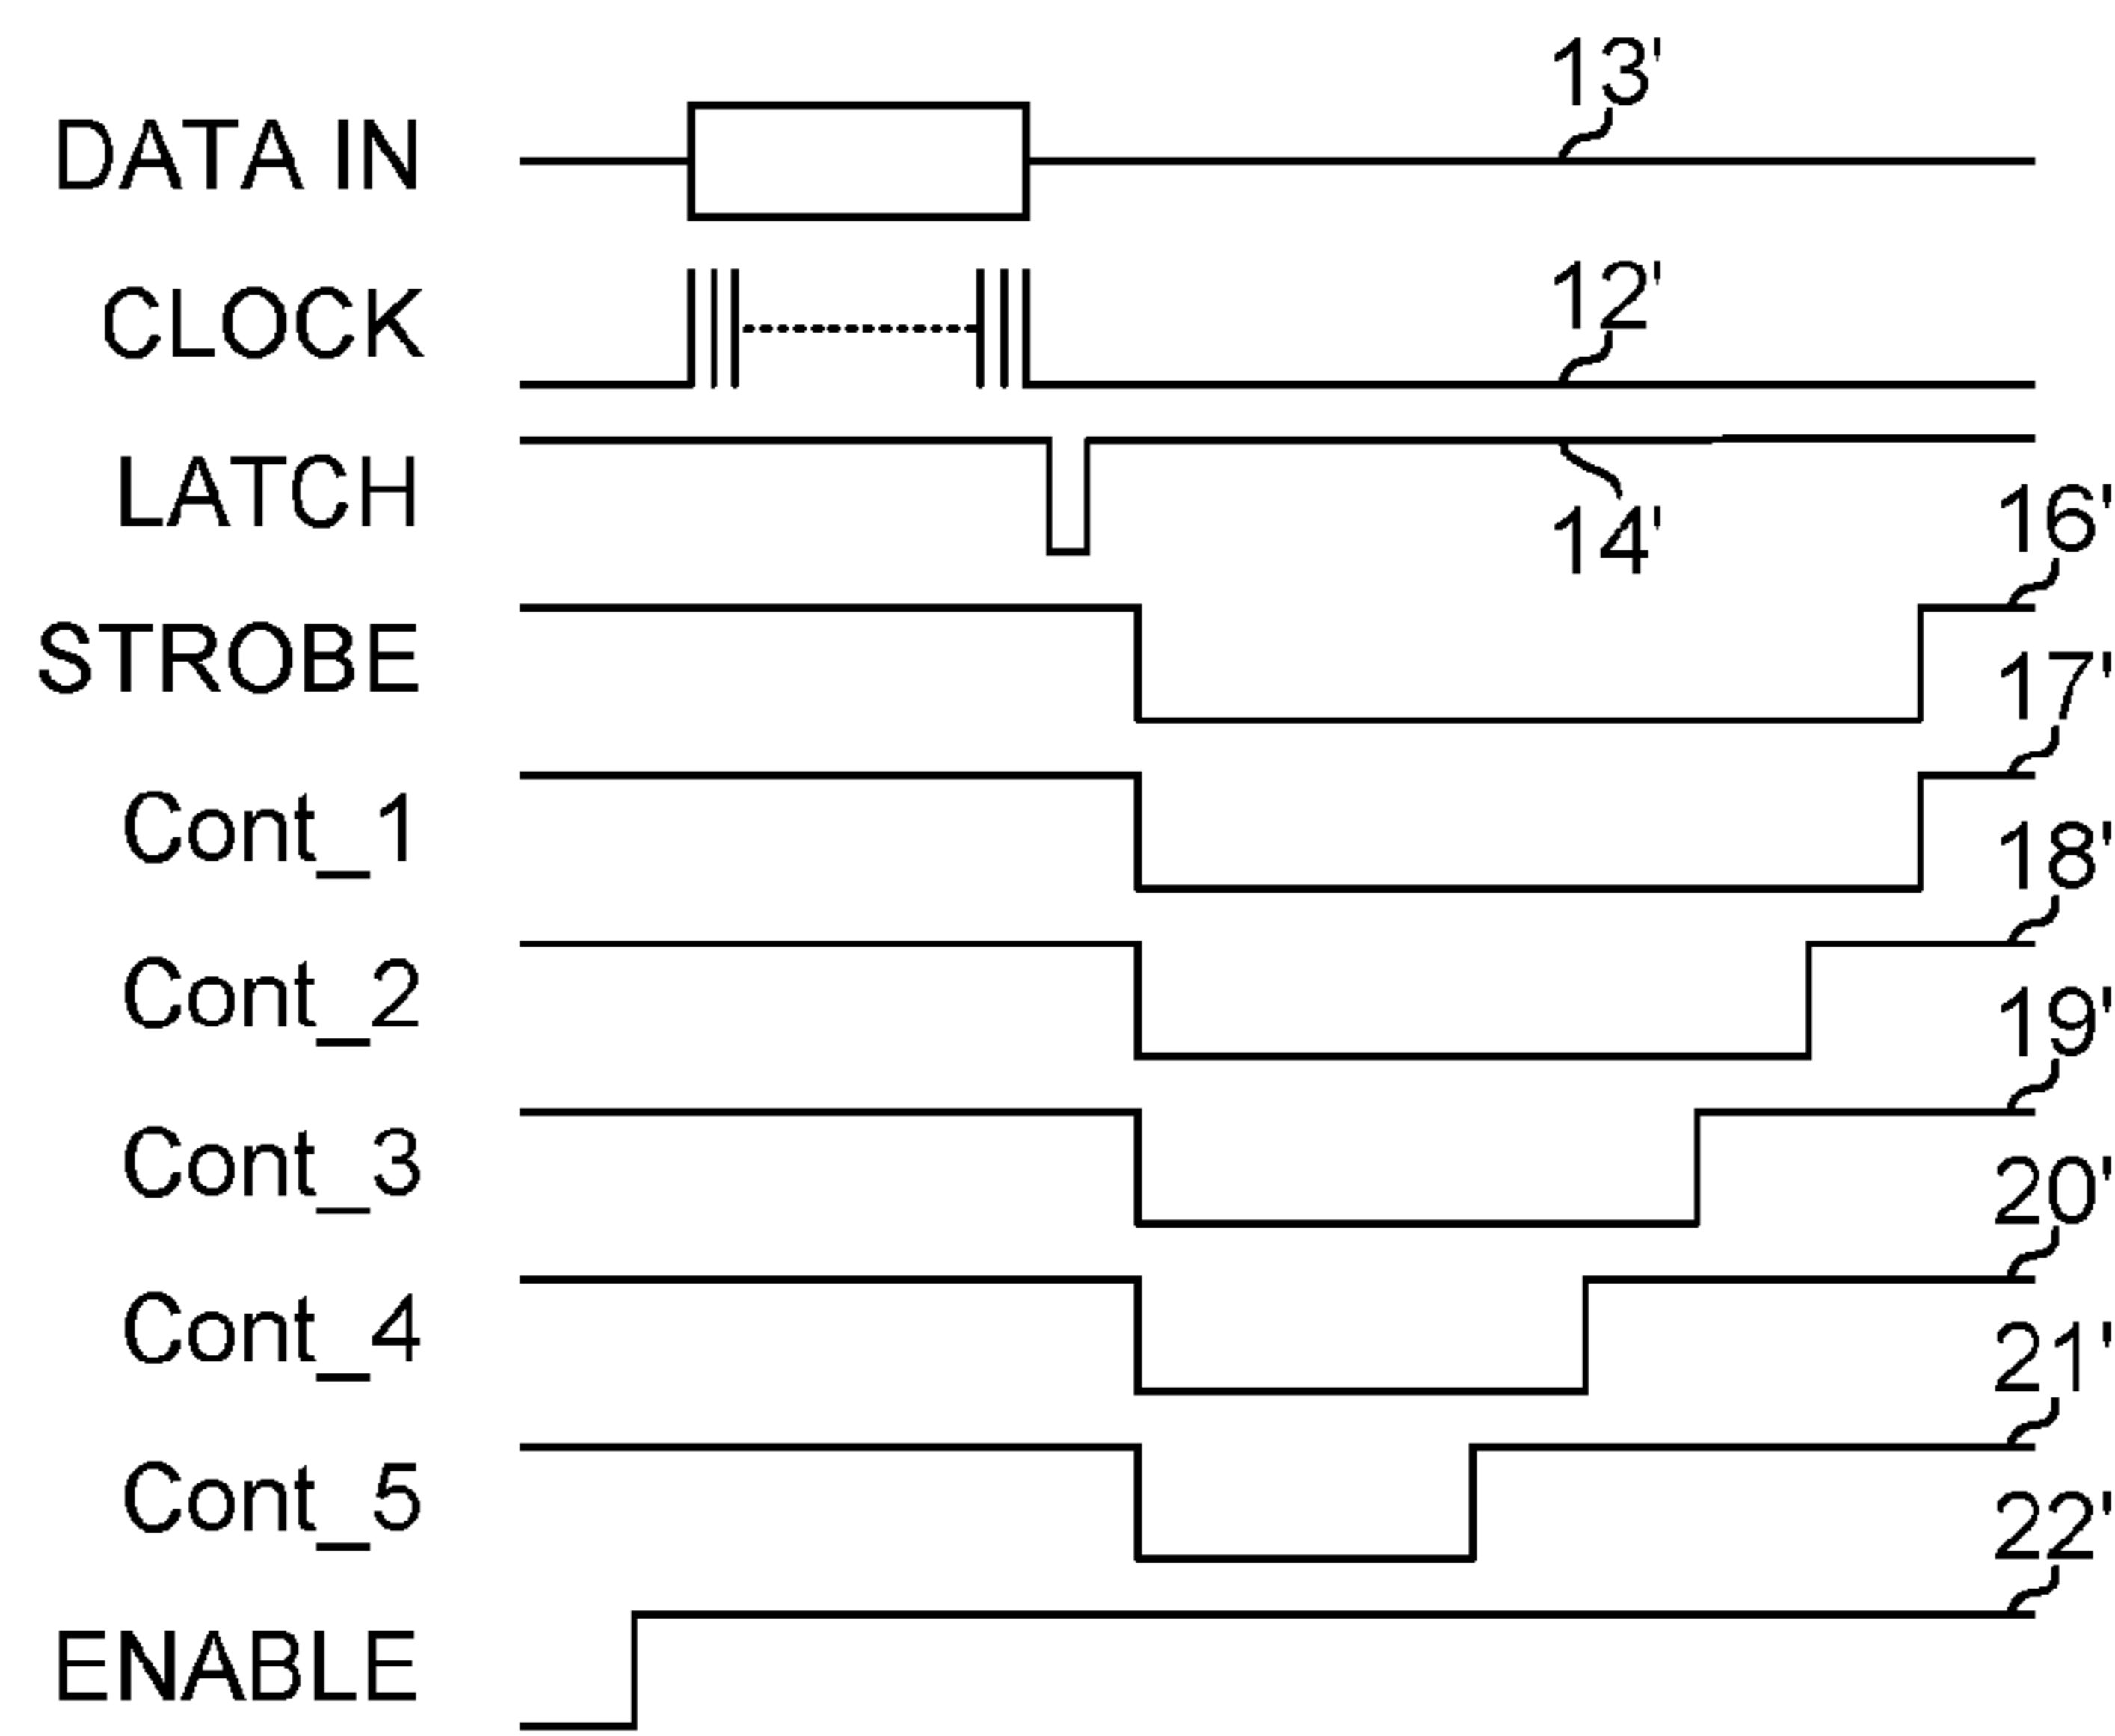 13'
DATA IN
12'
CLOCK
LATCH
14'
16'
STROBE
17'
Cont_1
18'
Cont_2
19'
Cont_3
20'
Cont_4
21'
Cont_5
22'
ENABLE